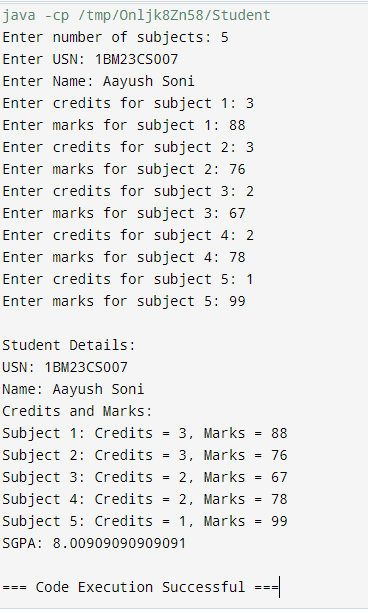 java -cp /tmp/Onljk8Zn58/Student
Enter number of subjects: 5
Enter USN: 1BM23CS007
Enter Name: Aayush Soni
Enter credits for subject 1: 3
Enter marks for subject 1: 88
Enter credits for subject 2: 3
Enter marks for subject 2: 76
Enter credits for subject 3: 2
Enter marks for subject 3: 67
Enter credits for subject 4: 2
Enter marks for subject 4: 78
Enter credits for subject 5: 1
Enter marks for subject 5: 99
Student Details:
USN: 1BM23CS007
Name: Aayush Soni
Credits and Marks:
Subject 1: Credits = 3, Marks = 88
Subject 2: Credits = 3, Marks = 76
Subject 3: Credits = 2, Marks = 67
Subject 4: Credits = 2, Marks = 78
Subject 5: Credits = 1, Marks = 99
SGPA: 8.00909090909091
=== Code Execution Successful ===